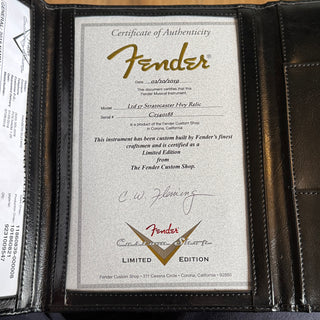 Certificate of Authenticity
Fender
Date: 02/20/2019
This document certifies that this
Fender Musical Instrument.
Model: Ltd 57 Stratocaster Hvy Relic
Serial #
is a product of the Fender Custom Shop
in Corona, California
This instrument has been custom built by Fender's finest
craftsmen and is certified as a
Limited Edition
from
The Fender Custom Shop.
C. W. Fleming
Fender
Custom Shop
LIMITED EDITION
Fender Custom Shop • 311 Cessna Circle • Corona, California • 92880